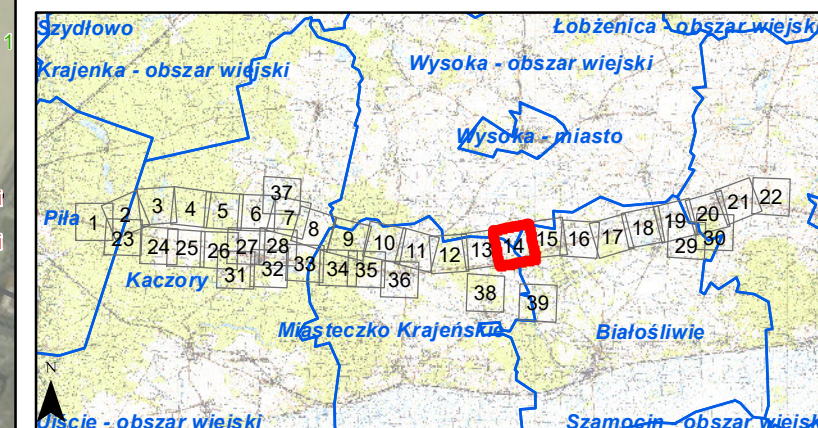 Szydłowo
Łobżenica - obszar wiejski
Krajenka - obszar wiejski
Wysoka - obszar wiejski
Wysoka - miasto
1
37
1 2 3 4 5 6 7 8 9 10 11 12 13 14 15 16 17 18 19 20 21 22
Piła
23 24 25 26 27 28 33 34 35 36
29 30
31 32
38 39
Kaczory
Miasteczko Krajeńskie
Białośliwie
N
Ujście - obszar wiejski
Szamocin - obszar wiejski